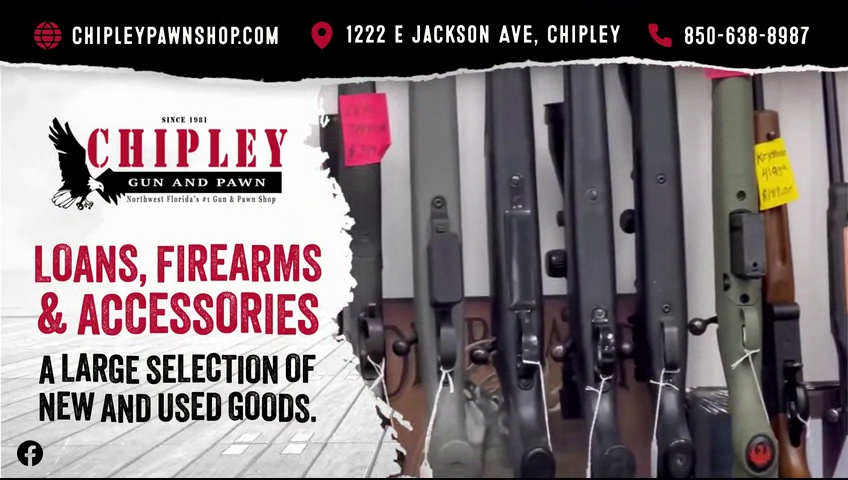 CHIPLEYPAWNSHOP.COM
1222 E JACKSON AVE, CHIPLEY
850-638-8987
SINCE 1981
CHIPLEY
GUN AND PAWN
Northwest Florida's #1 Gun & Pawn Shop
LOANS, FIREARMS
& ACCESSORIES
A LARGE SELECTION OF
NEW AND USED GOODS.